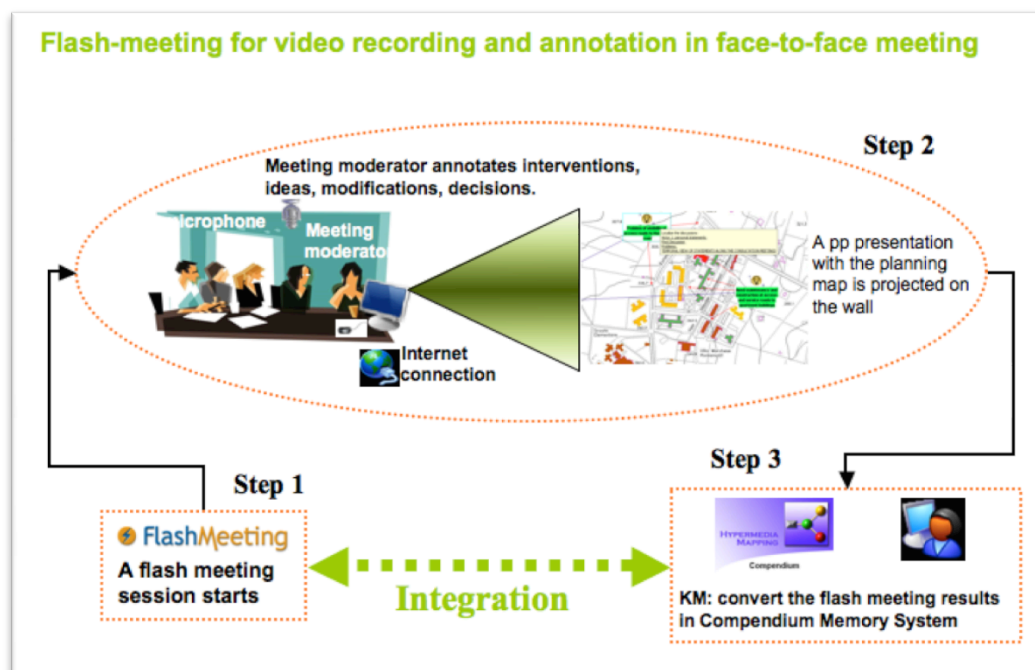 Flash-meeting for video recording and annotation in face-to-face meeting
Step 2
Meeting moderator annotates interventions,
ideas, modifications, decisions.
icrophone
Meeting
moderator
A pp presentation
with the planning
map is projected on
the wall
Internet
connection
Step 3
Step 1
FlashMeeting
A flash meeting
session starts
Integration
HYPERMEDIA
MAPPING
Compendium
KM: convert the flash meeting results
in Compendium Memory System